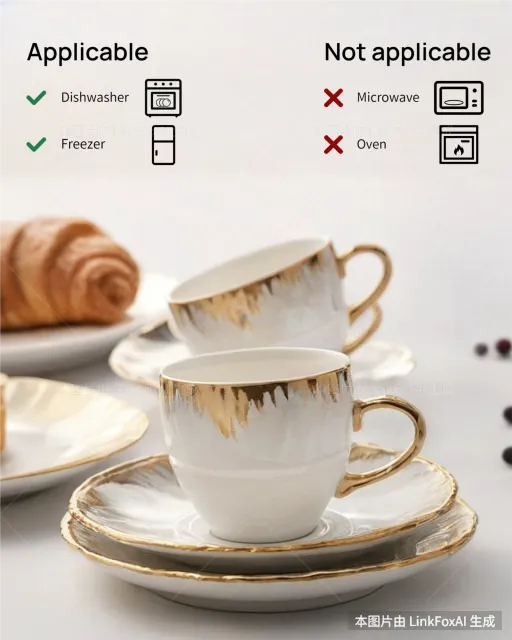 Applicable
Dishwasher
Freezer
Not applicable
Microwave
Oven
本图片由 LinkFoxAI 生成